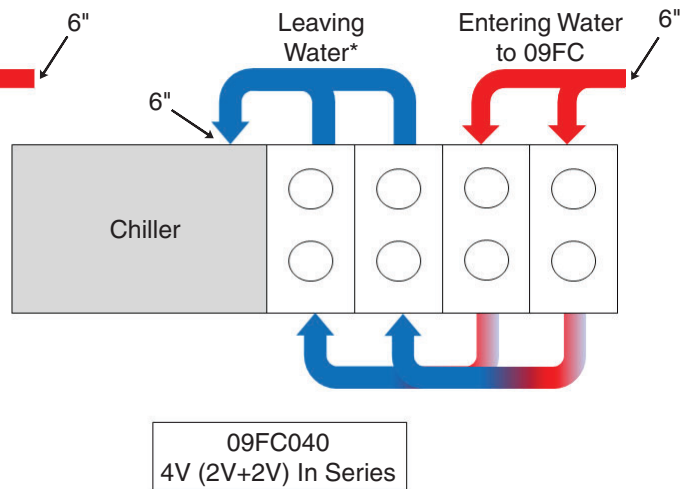 6"
Leaving
Water*
Entering Water
to 09FC
6"
6"
Chiller
09FC040
4V (2V+2V) In Series